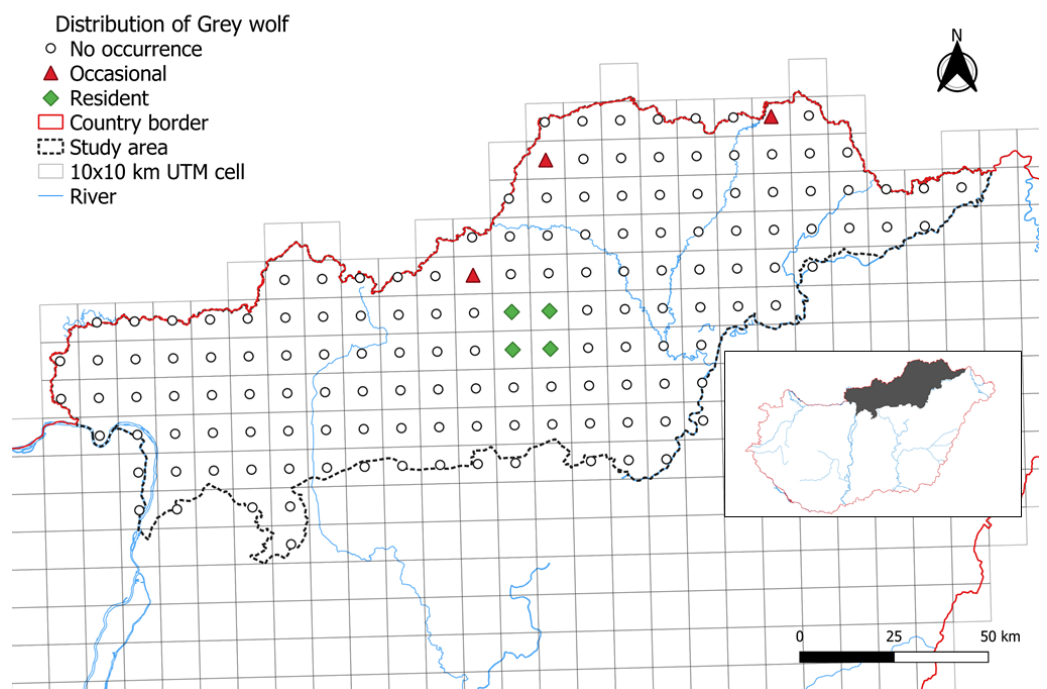 Distribution of Grey wolf
No occurrence
Occasional
Resident
Country border
Study area
10x10 km UTM cell
River
N
0 25 50 km